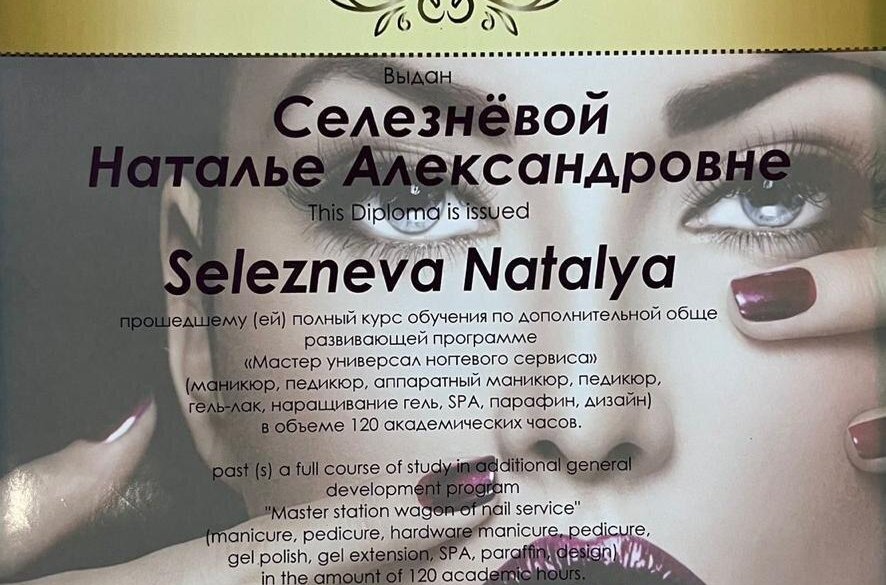 Выдан
Селезнёвой
Наталье Александровне
This Diploma is issued
Selezneva Natalya
прошедшему (ей) полный курс обучения по дополнительной обще
развивающей программе
«Мастер универсал ногтевого сервиса»
(маникюр, педикюр, аппаратный маникюр, педикюр,
гель-лак, наращивание гель, SPA, парафин, дизайн)
в объеме 120 академических часов.
past (s) a full course of study in additional general
development program
"Master station wagon of nail service"
(manicure, pedicure, hardware manicure, pedicure,
gel polish, gel extension, SPA, paraffin, design)
in the amount of 120 academic hours.